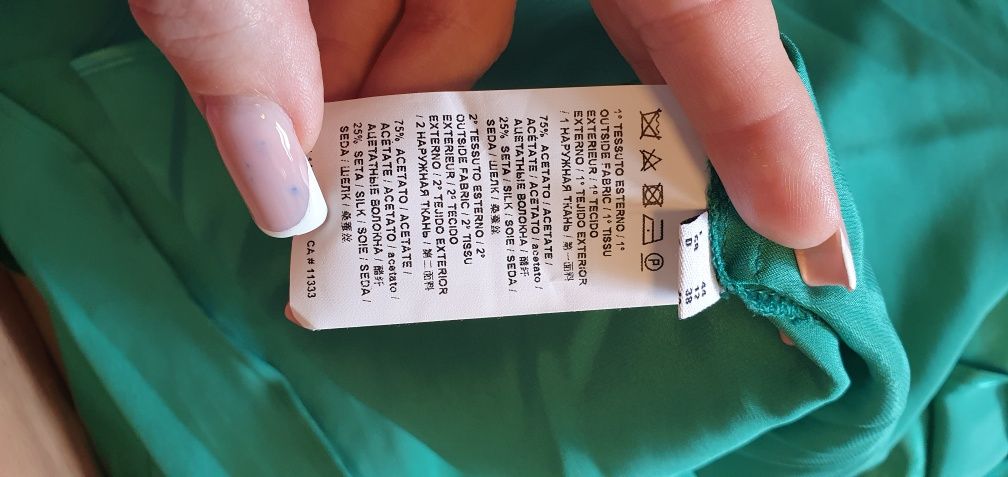 44
12
D 38
1° TESSUTO ESTERNO / 1°
OUTSIDE FABRIC / 1° TISSU
EXTERIEUR / 1° TECIDO
EXTERNO / 1° TEJIDO EXTERIOR
/ 1 НАРУЖНАЯ ТКАНЬ / 第一面料
75% ACETATO / ACETATE /
ACÉTATE / ACETATO / acetato /
АЦЕТАТНЫЕ ВОЛОКНА / 醋纤
25% SETA / SILK / SOIE / SEDA /
SEDA / ШЕЛК / 桑蚕丝
2° TESSUTO ESTERNO / 2°
OUTSIDE FABRIC / 2° TISSU
EXTERIEUR / 2° TECIDO
EXTERNO / 2° TEJIDO EXTERIOR
/ 2 НАРУЖНАЯ ТКАНЬ / 第二面料
75% ACETATO / ACETATE /
ACÉTATE / ACETATO / acetato /
АЦЕТАТНЫЕ ВОЛОКНА / 醋纤
25% SETA / SILK / SOIE / SEDA /
SEDA / ШЕЛК / 桑蚕丝
CA # 11333